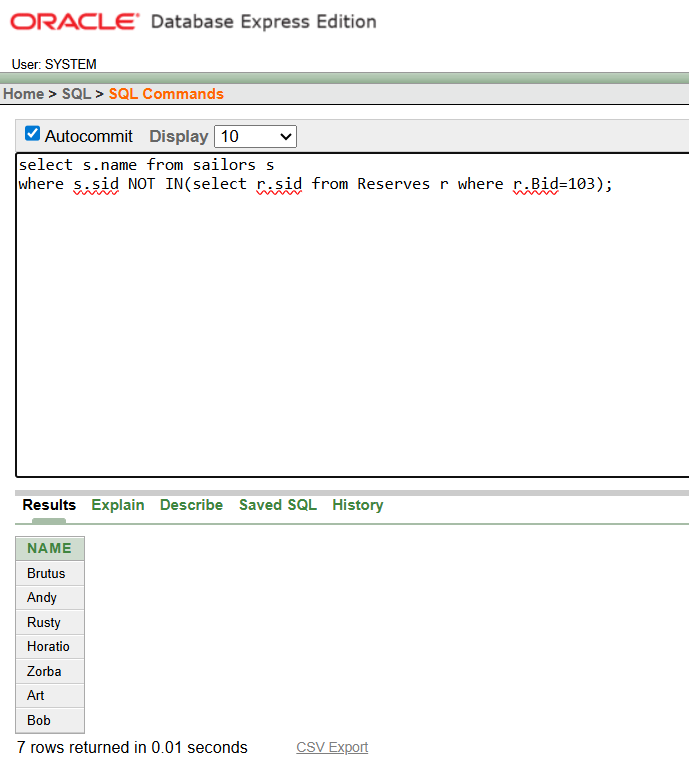 ORACLE® Database Express Edition
User: SYSTEM
Home > SQL > SQL Commands
Autocommit Display 10
select s.name from sailors s
where s.sid NOT IN(select r.sid from Reserves r where r.Bid=103);
Results Explain Describe Saved SQL History
NAME
Brutus
Andy
Rusty
Horatio
Zorba
Art
Bob
7 rows returned in 0.01 seconds CSV Export